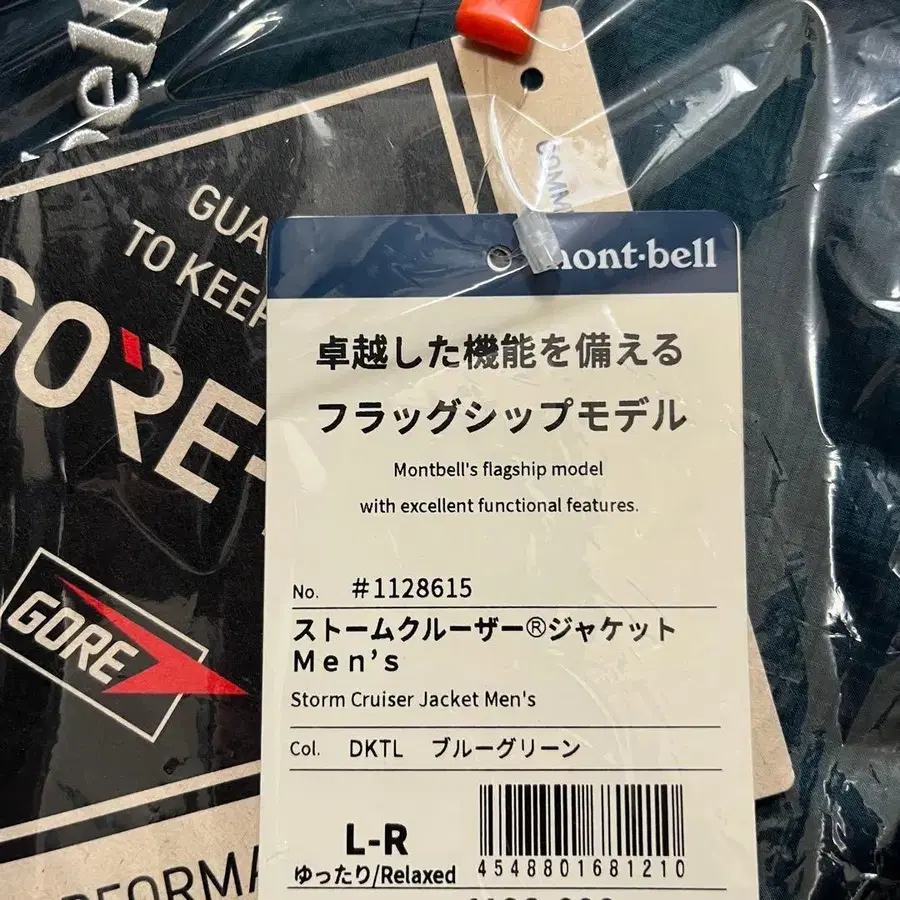 bell
GUA
TO KEEP
GORE-
GORE
COMM
mont·bell
卓越した機能を備える
フラッグシップモデル
Montbell's flagship model
with excellent functional features.
No. #1128615
ストームクルーザー®ジャケット
Men's
Storm Cruiser Jacket Men's
Col. DKTL ブルーグリーン
L-R
ゆったり/Relaxed
4548801681210
RFORMA